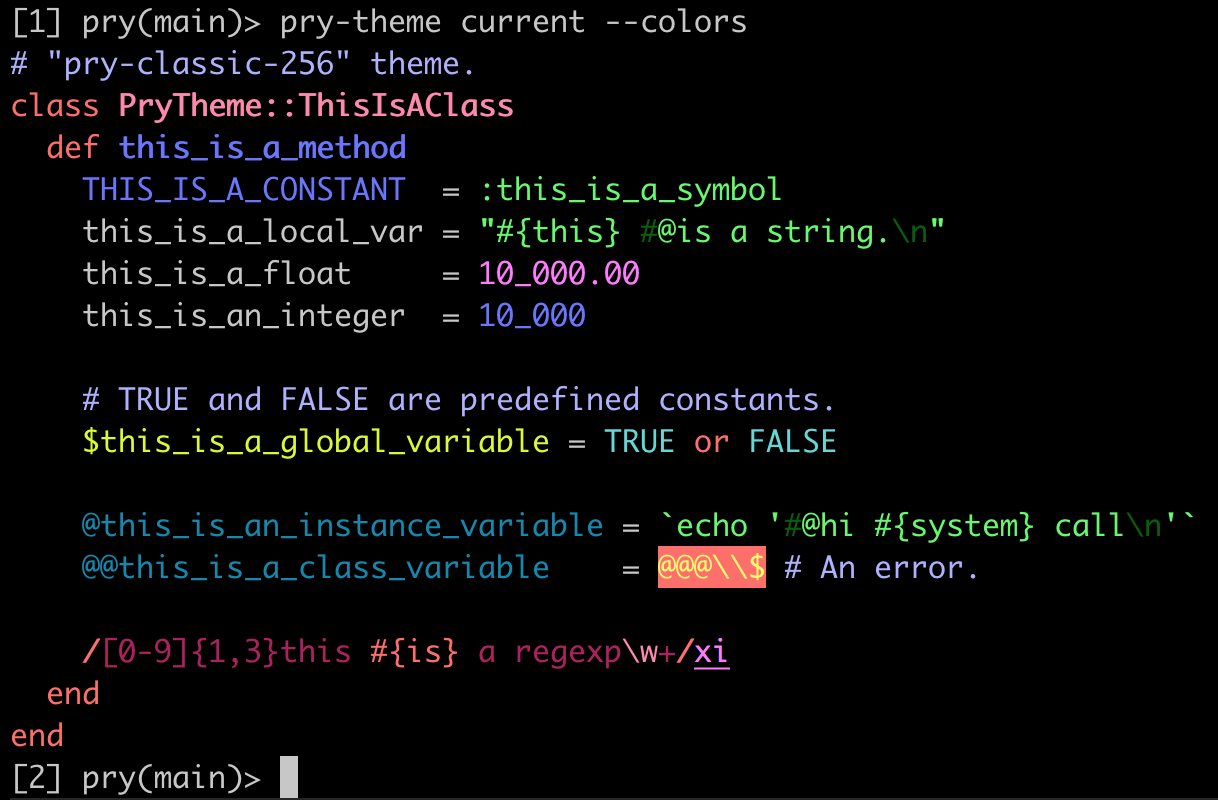 [1] pry(main)> pry-theme current --colors
# "pry-classic-256" theme.
class PryTheme::ThisIsAClass
  def this_is_a_method
    THIS_IS_A_CONSTANT  = :this_is_a_symbol
    this_is_a_local_var = "#{this} #@is a string.\n"
    this_is_a_float     = 10_000.00
    this_is_an_integer  = 10_000

    # TRUE and FALSE are predefined constants.
    $this_is_a_global_variable = TRUE or FALSE

    @this_is_an_instance_variable = `echo '#@hi #{system} call\n'`
    @@this_is_a_class_variable    = @@@\\$ # An error.

    /[0-9]{1,3}this #{is} a regexp\w+/xi
  end
end
[2] pry(main)>